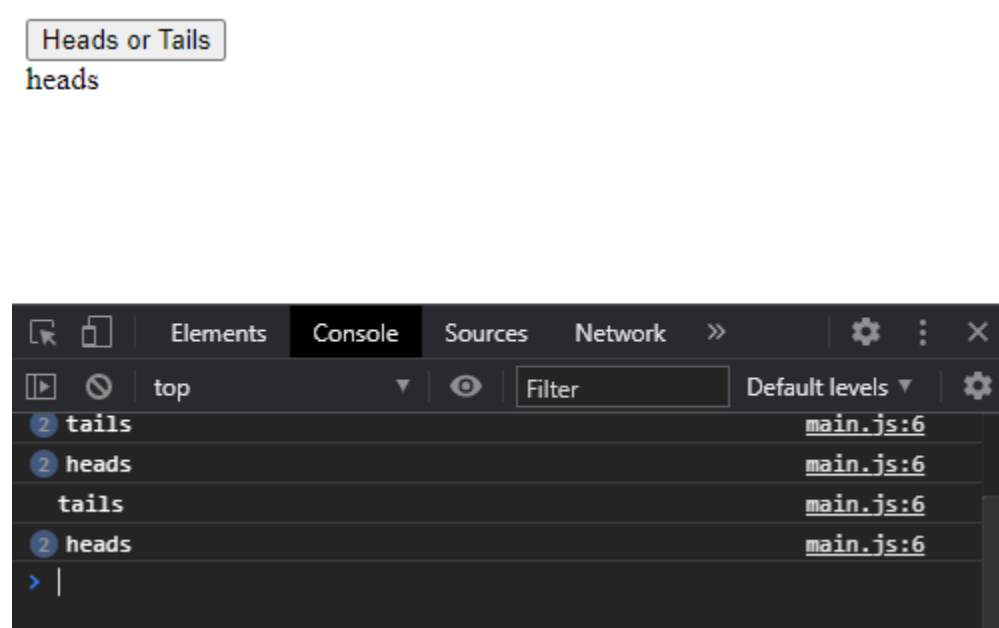 Heads or Tails
heads
Elements Console Sources Network »
top Filter Default levels
2 tails main.js:6
2 heads main.js:6
tails main.js:6
2 heads main.js:6
>